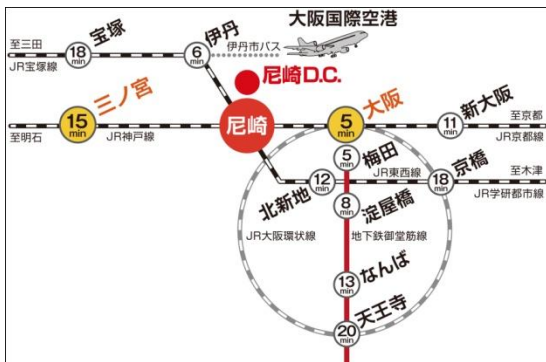 大阪国際空港
至三田
宝塚
18 min
JR宝塚線
伊丹
6 min
伊丹市バス
尼崎D.C.
三ノ宮
15 min
至明石
JR神戸線
尼崎
大阪
5 min
新大阪
11 min
至京都
JR京都線
梅田
5 min
JR東西線
京橋
18 min
至木津
JR学研都市線
北新地
12 min
淀屋橋
8 min
JR大阪環状線
地下鉄御堂筋線
なんば
13 min
天王寺
20 min